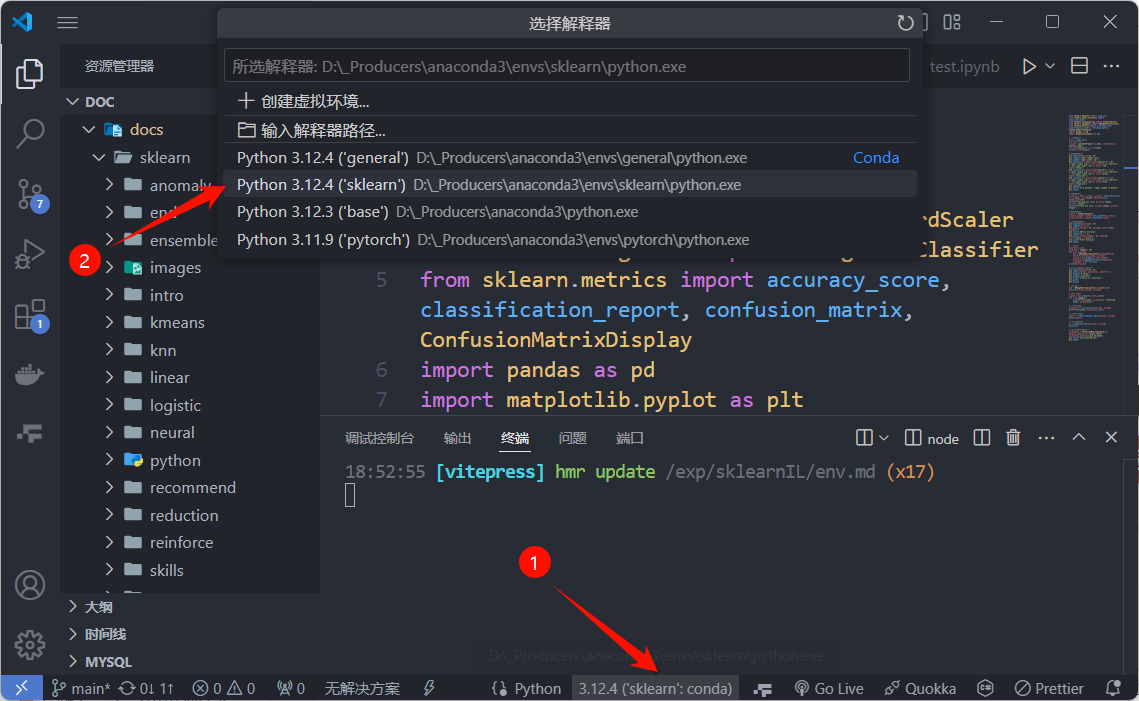 选择解释器
所选解释器: D:\_Producers\anaconda3\envs\sklearn\python.exe
创建虚拟环境...
输入解释器路径...
Python 3.12.4 ('general') D:\_Producers\anaconda3\envs\general\python.exe Conda
Python 3.12.4 ('sklearn') D:\_Producers\anaconda3\envs\sklearn\python.exe
Python 3.12.3 ('base') D:\_Producers\anaconda3\python.exe
Python 3.11.9 ('pytorch') D:\_Producers\anaconda3\envs\pytorch\python.exe
test.ipynb
资源管理器
DOC
docs
sklearn
anomaly
ensemble
images
intro
kmeans
knn
linear
logistic
neural
python
recommend
reduction
reinforce
skills
大纲
时间线
MYSQL
7
1
2
rdScaler
Classifier
5 from sklearn.metrics import accuracy_score,
classification_report, confusion_matrix,
ConfusionMatrixDisplay
6 import pandas as pd
7 import matplotlib.pyplot as plt
调试控制台 输出 终端 问题 端口 node
18:52:55 [vitepress] hmr update /exp/sklearnIL/env.md (x17)
1
D:\_Producers\anaconda3\envs\sklearn\python.exe
main* 0↓ 1↑ 0 0 0 无解决方案 Python 3.12.4 ('sklearn': conda) Go Live Quokka Prettier